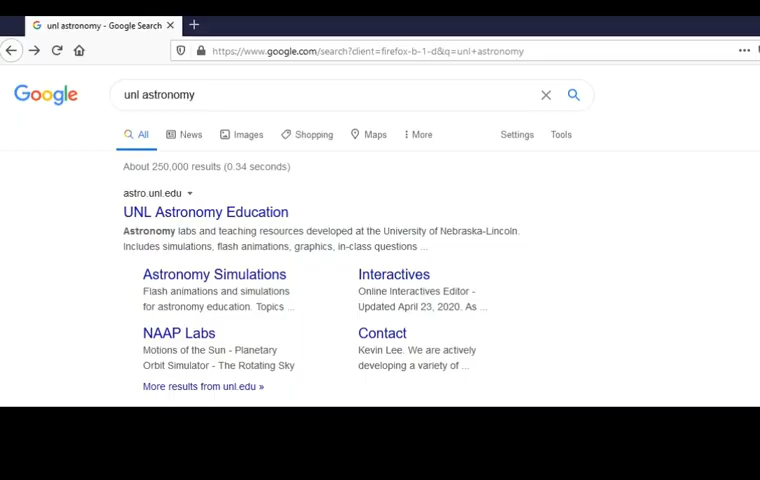 unl astronomy - Google Search
https://www.google.com/search?client=firefox-b-1-d&q=unl+astronomy
Google
unl astronomy
All News Images Shopping Maps More Settings Tools
About 250,000 results (0.34 seconds)
astro.unl.edu
UNL Astronomy Education
Astronomy labs and teaching resources developed at the University of Nebraska-Lincoln.
Includes simulations, flash animations, graphics, in-class questions ...
Astronomy Simulations
Flash animations and simulations
for astronomy education. Topics ...
Interactives
Online Interactives Editor -
Updated April 23, 2020. As ...
NAAP Labs
Motions of the Sun - Planetary
Orbit Simulator - The Rotating Sky
Contact
Kevin Lee. We are actively
developing a variety of ...
More results from unl.edu »